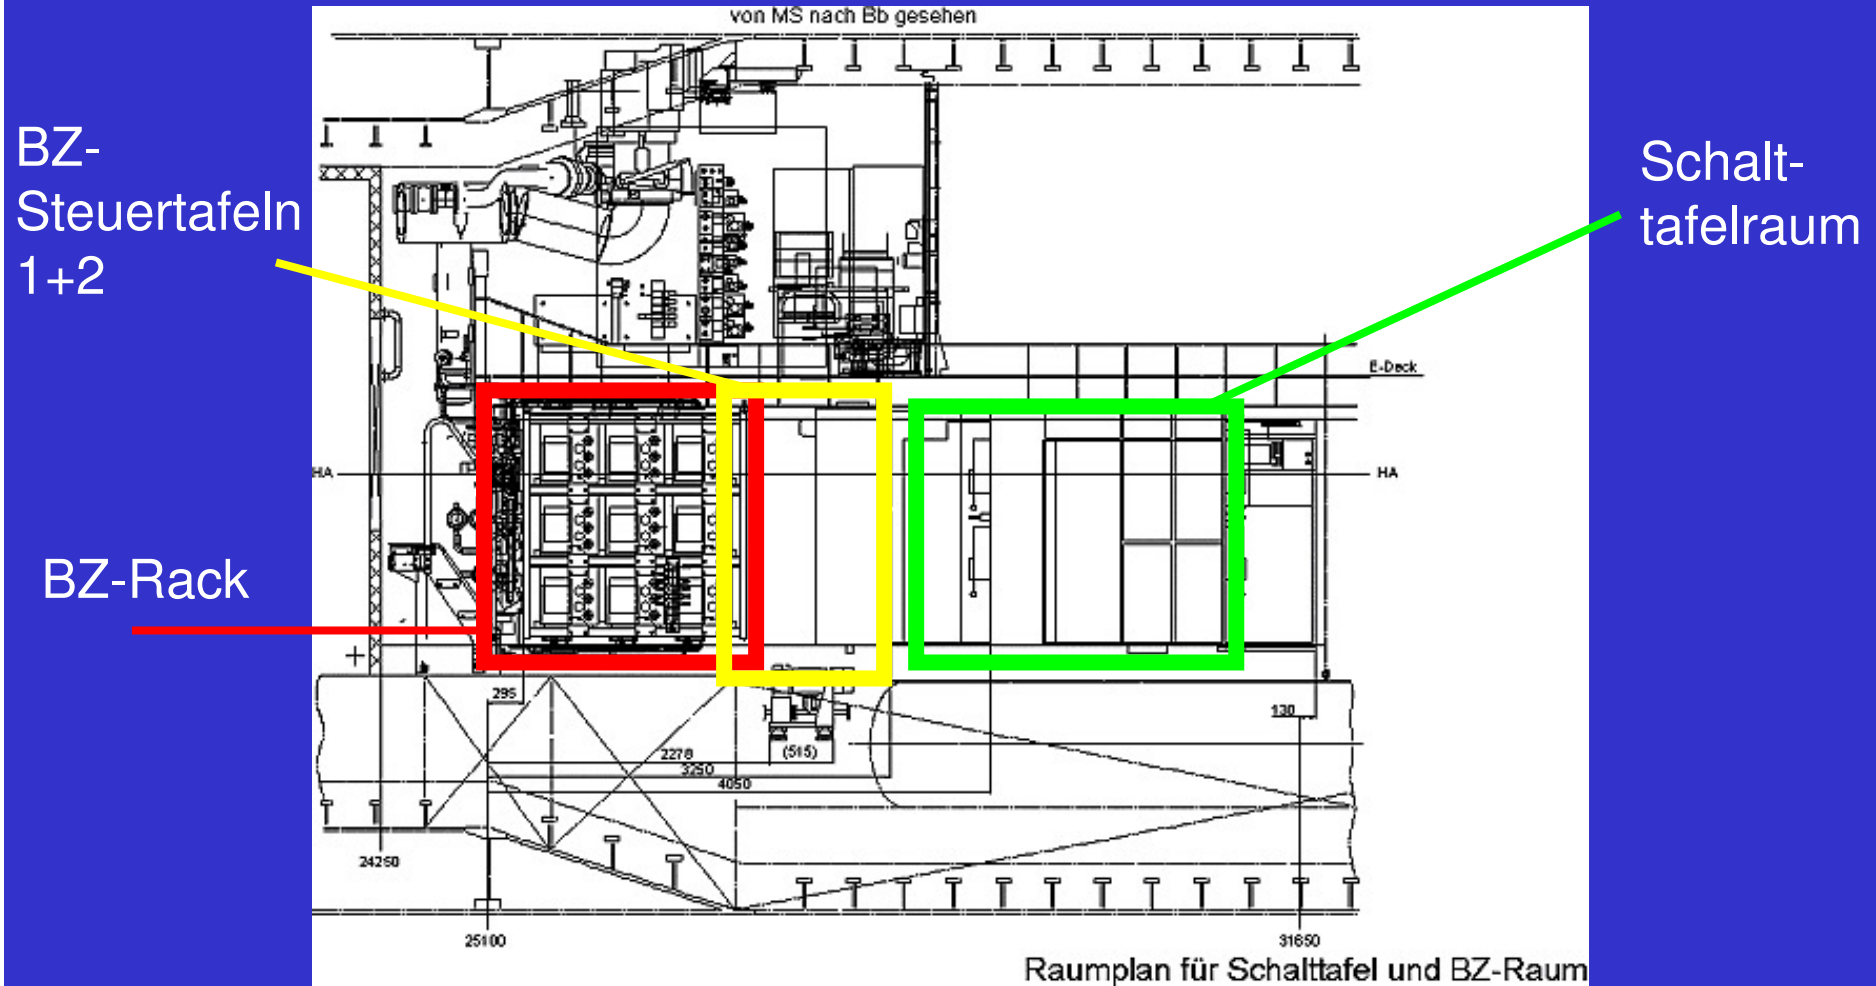 von MS nach Bb gesehen
BZ-
Steuertafeln
1+2
Schalt-
tafelraum
E-Deck
HA
HA
BZ-Rack
295
130
2278
(515)
3250
4050
24250
25100
31650
Raumplan für Schalttafel und BZ-Raum